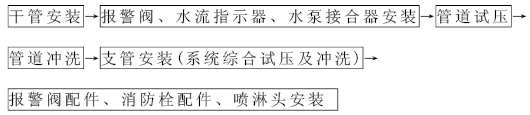 干管安装→报警阀、水流指示器、水泵接合器安装→管道试压→
管道冲洗→支管安装(系统综合试压及冲洗)→
报警阀配件、消防栓配件、喷淋头安装